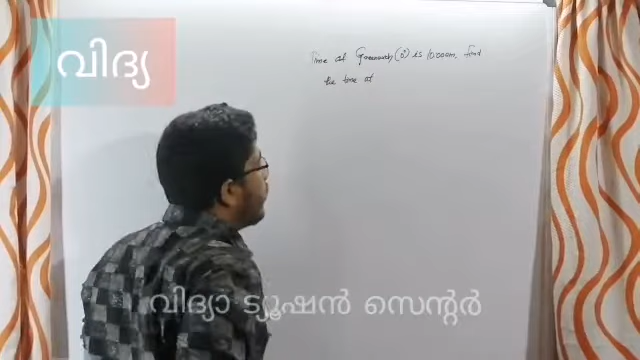 വിദ്യ
Time at Greenwich (0°) is 10:00am, find
the time at
വിദ്യാ ട്യൂഷൻ സെന്റർ